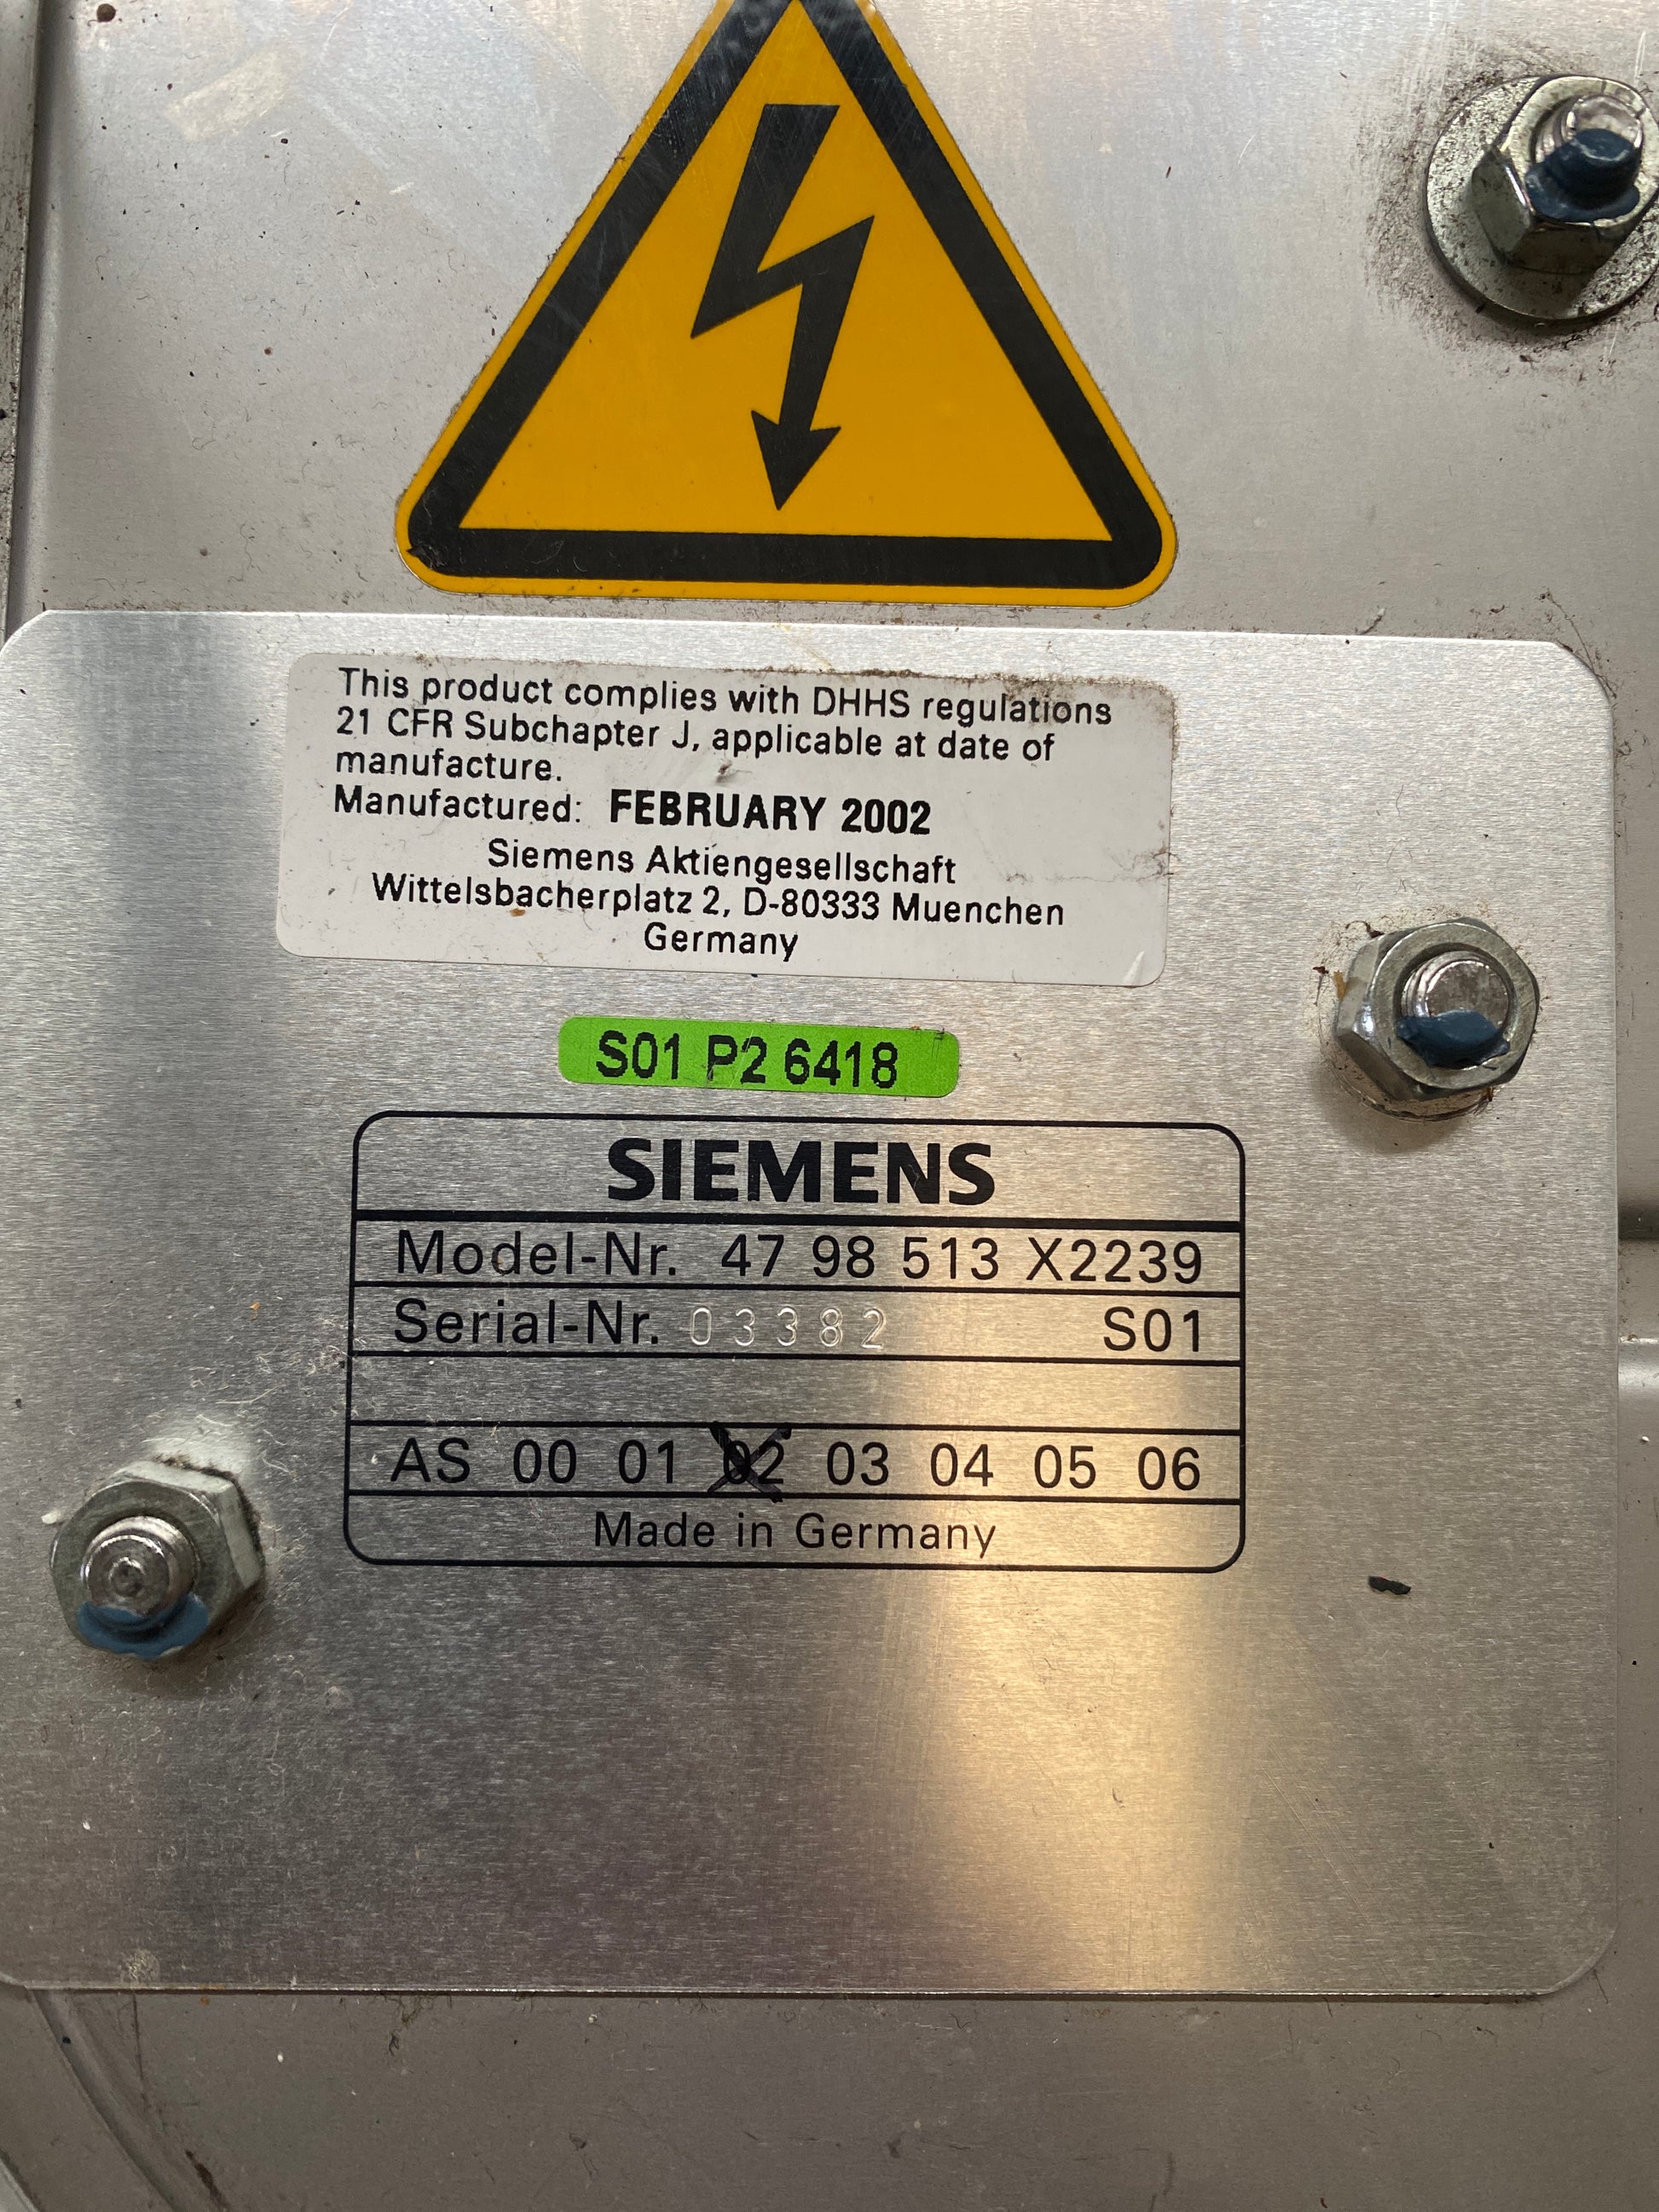 This product complies with DHHS regulations
21 CFR Subchapter J, applicable at date of
manufacture.
Manufactured: FEBRUARY 2002
Siemens Aktiengesellschaft
Wittelsbacherplatz 2, D-80333 Muenchen
Germany
S01 P2 6418
SIEMENS
Model-Nr. 47 98 513 X2239
Serial-Nr. 03382 S01
AS 00 01 02 03 04 05 06
Made in Germany